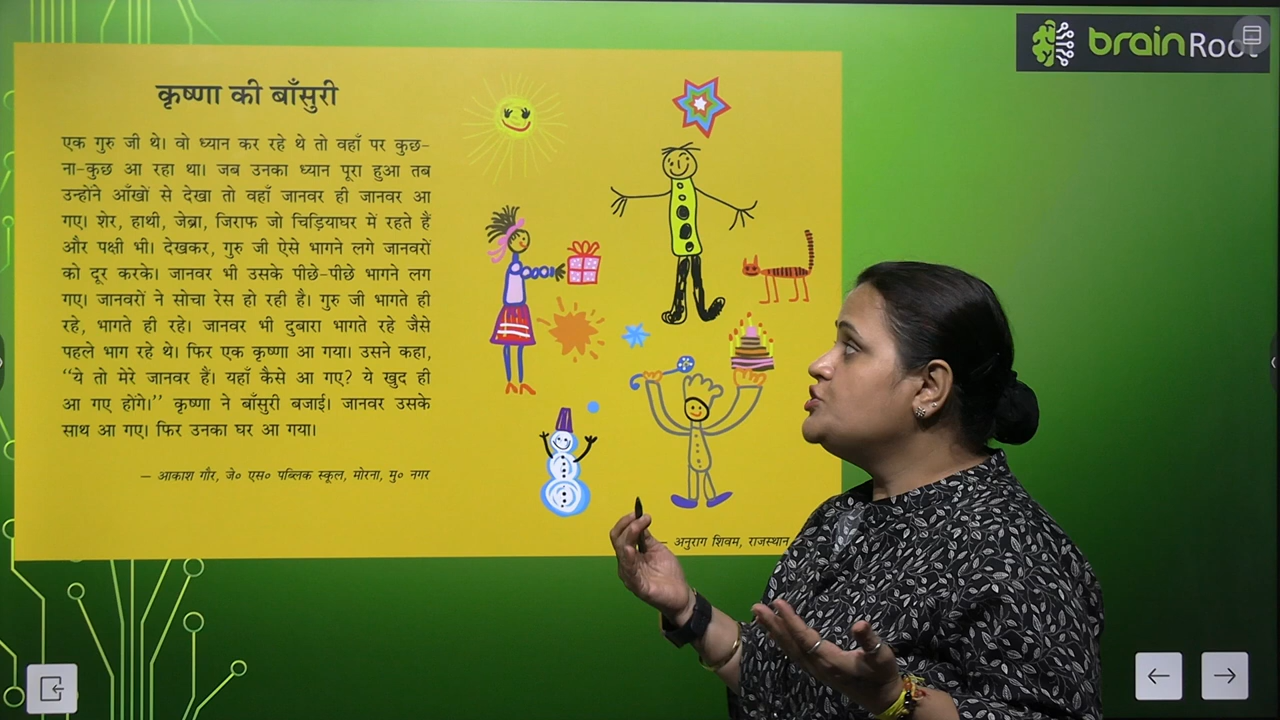 brainRoot
कृष्णा की बाँसुरी
एक गुरु जी थे। वो ध्यान कर रहे थे तो वहाँ पर कुछ-
ना-कुछ आ रहा था। जब उनका ध्यान पूरा हुआ तब
उन्होंने आँखों से देखा तो वहाँ जानवर ही जानवर आ
गए। शेर, हाथी, जेब्रा, जिराफ जो चिड़ियाघर में रहते हैं
और पक्षी भी। देखकर, गुरु जी ऐसे भागने लगे जानवरों
को दूर करके। जानवर भी उसके पीछे-पीछे भागने लग
गए। जानवरों ने सोचा रेस हो रही है। गुरु जी भागते ही
रहे, भागते ही रहे। जानवर भी दुबारा भागते रहे जैसे
पहले भाग रहे थे। फिर एक कृष्णा आ गया। उसने कहा,
‘‘ये तो मेरे जानवर हैं। यहाँ कैसे आ गए? ये खुद ही
आ गए होंगे।’’ कृष्णा ने बाँसुरी बजाई। जानवर उसके
साथ आ गए। फिर उनका घर आ गया।
– आकाश गौर, जे० एस० पब्लिक स्कूल, मोरना, मु० नगर
– अनुराग शिवम, राजस्थान